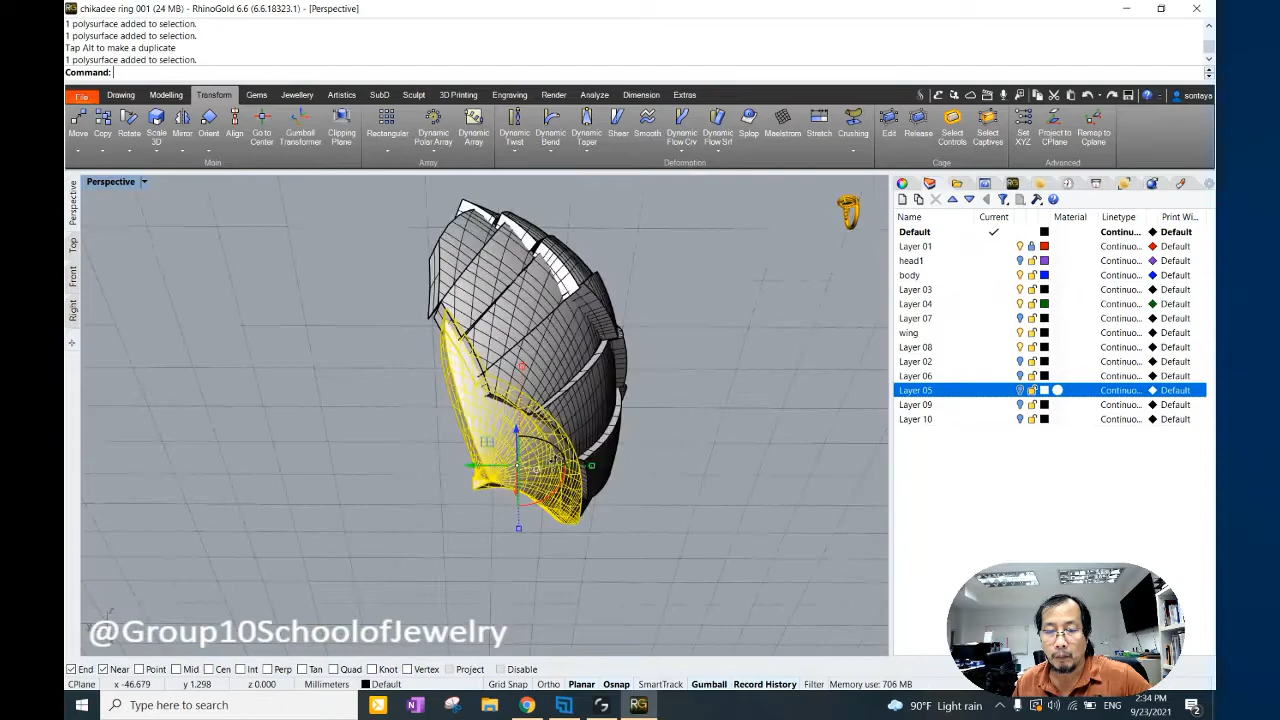 chikadee ring 001 (24 MB) - RhinoGold 6.6 (6.6.18323.1) - [Perspective]
1 polysurface added to selection.
1 polysurface added to selection.
Tap Alt to make a duplicate
1 polysurface added to selection.
Command:
File Drawing Modelling Transform Gems Jewellery Artistics SubD Sculpt 3D Printing Engraving Render Analyze Dimension Extras sontaya
Move Copy Rotate Scale 3D Mirror Orient Align Go to Center Gumball Transformer Clipping Plane Rectangular Dynamic Polar Array Dynamic Array Dynamic Twist Dynamic Bend Dynamic Taper Shear Smooth Dynamic Flow Crv Dynamic Flow Srf Splop Maelstrom Stretch Crushing Edit Release Select Controls Select Captives Set XYZ Project to CPlane Remap to Cplane
Main Array Deformation Cage Advanced
Perspective
Perspective
Top
Front
Right
Name Current Material Linetype Print Wi...
Default Continu... Default
Layer 01 Continuo... Default
head1 Continuo... Default
body Continuo... Default
Layer 03 Continuo... Default
Layer 04 Continuo... Default
Layer 07 Continuo... Default
wing Continuo... Default
Layer 08 Continuo... Default
Layer 02 Continuo... Default
Layer 06 Continuo... Default
Layer 05 Continuo... Default
Layer 09 Continuo... Default
Layer 10 Continuo... Default
@Group10SchoolofJewelry
End Near Point Mid Cen Int Perp Tan Quad Knot Vertex Project Disable
CPlane x -46.679 y 1.298 z 0.000 Millimeters Default Grid Snap Ortho Planar Osnap SmartTrack Gumball Record History Filter Memory use: 706 MB
Type here to search
90°F Light rain
ENG
2:34 PM
9/23/2021
2